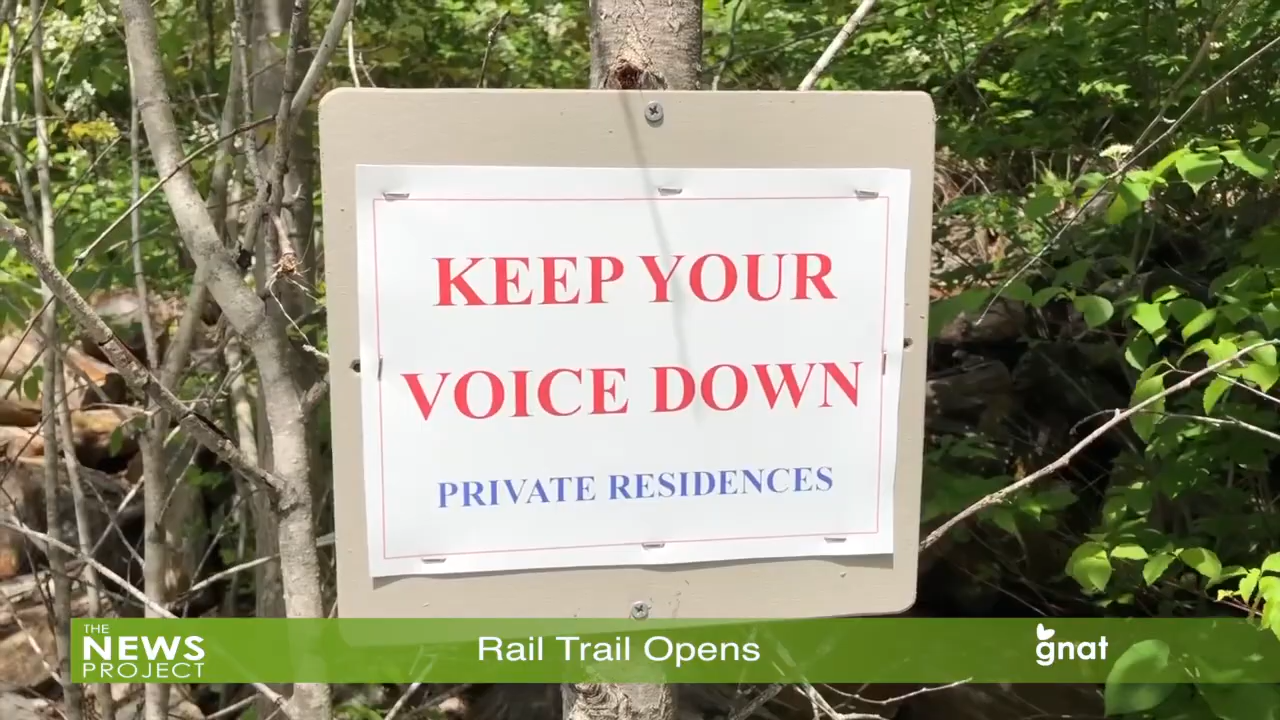 KEEP YOUR
VOICE DOWN
PRIVATE RESIDENCES
THE
NEWS
PROJECT
Rail Trail Opens
gnat